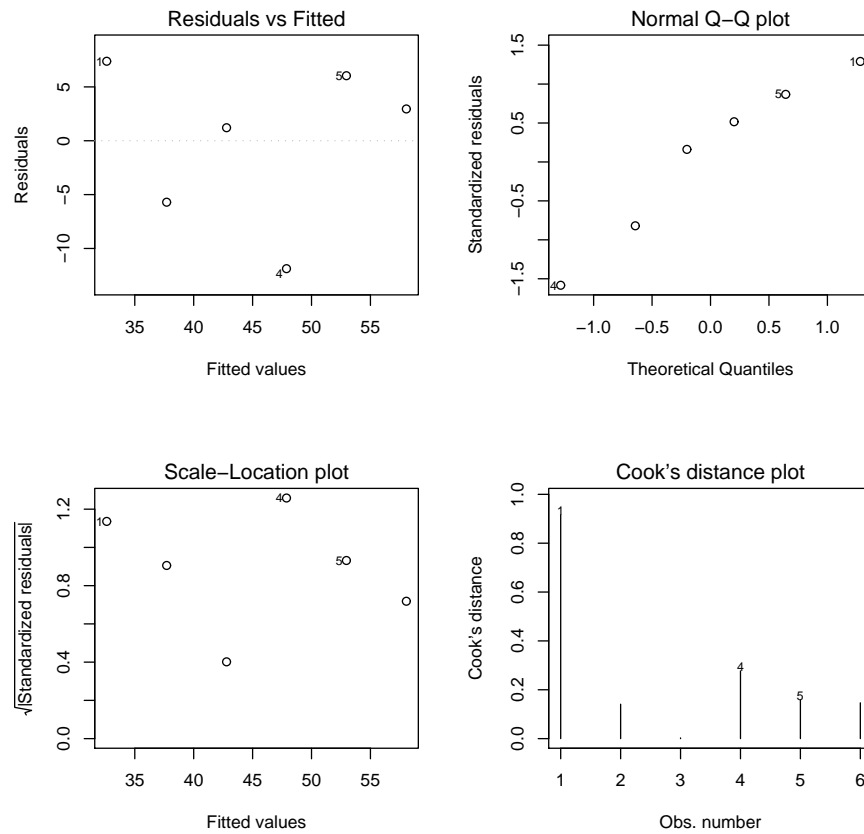 Residuals vs Fitted
Residuals
5
0
−5
−10
35 40 45 50 55
Fitted values
1
5
4
Normal Q−Q plot
Standardized residuals
1.5
0.5
−0.5
−1.5
−1.0 −0.5 0.0 0.5 1.0
Theoretical Quantiles
1
5
4
Scale−Location plot
√|Standardized residuals|
1.2
0.8
0.4
0.0
35 40 45 50 55
Fitted values
4
1
5
Cook's distance plot
Cook's distance
1.0
0.8
0.6
0.4
0.2
0.0
1 2 3 4 5 6
Obs. number
1
4
5